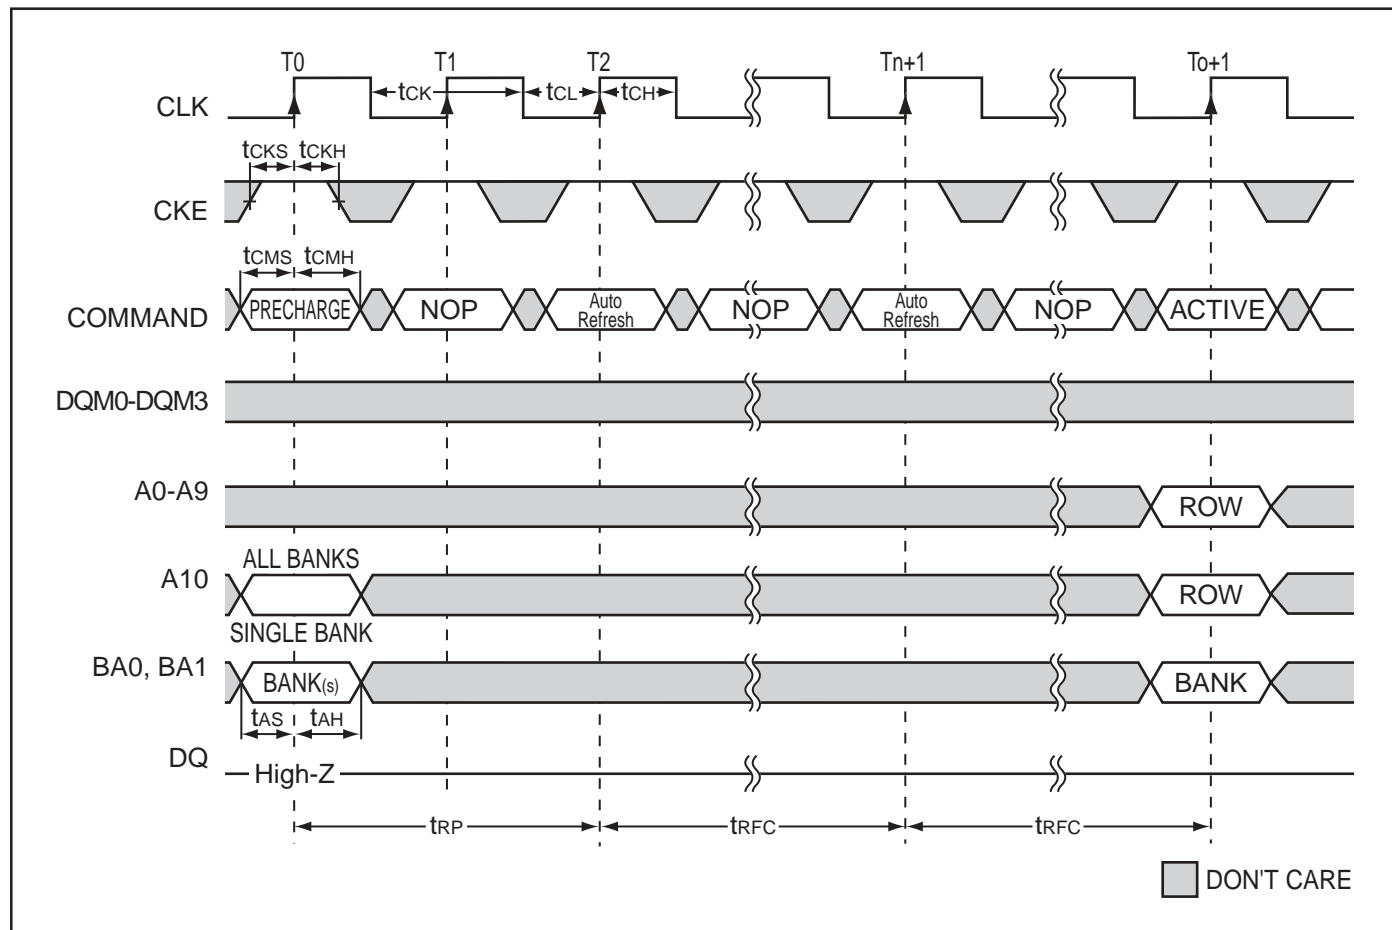 T0 T1 T2 Tn+1 To+1
CLK tCK tCL tCH
tCKS tCKH
CKE
tCMS tCMH
COMMAND PRECHARGE NOP Auto Refresh NOP Auto Refresh NOP ACTIVE
DQM0-DQM3
A0-A9 ROW
ALL BANKS
A10 ROW
SINGLE BANK
BA0, BA1 BANK(s) BANK
tAS tAH
DQ High-Z
tRP tRFC tRFC
DON'T CARE